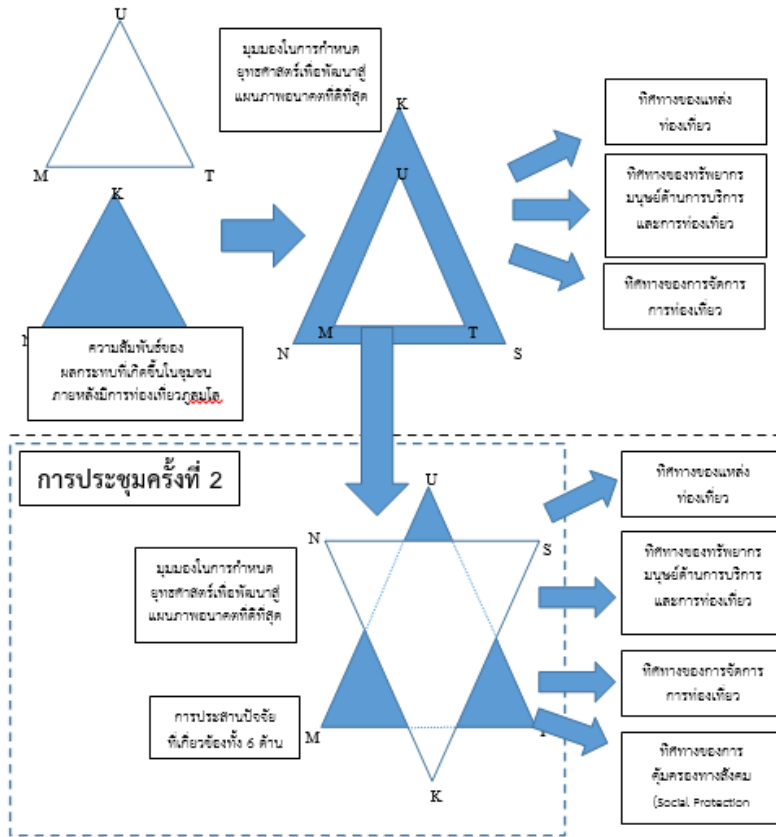 U
มุมมองในการกำหนด
ยุทธศาสตร์เพื่อพัฒนาสู่
แผนภาพอนาคตที่ดีที่สุด
M
T
K
ความสัมพันธ์ของ
ผลกระทบที่เกิดขึ้นในชุมชน
ภายหลังมีการท่องเที่ยวภูลมโล
K
U
M
T
N
S
ทิศทางของแหล่ง
ท่องเที่ยว
ทิศทางของทรัพยากร
มนุษย์ด้านการบริการ
และการท่องเที่ยว
ทิศทางของการจัดการ
การท่องเที่ยว
การประชุมครั้งที่ 2
มุมมองในการกำหนด
ยุทธศาสตร์เพื่อพัฒนาสู่
แผนภาพอนาคตที่ดีที่สุด
การประสานปัจจัย
ที่เกี่ยวข้องทั้ง 6 ด้าน
U
N
S
M
K
ทิศทางของแหล่ง
ท่องเที่ยว
ทิศทางของทรัพยากร
มนุษย์ด้านการบริการ
และการท่องเที่ยว
ทิศทางของการจัดการ
การท่องเที่ยว
ทิศทางของการ
คุ้มครองทางสังคม
(Social Protection